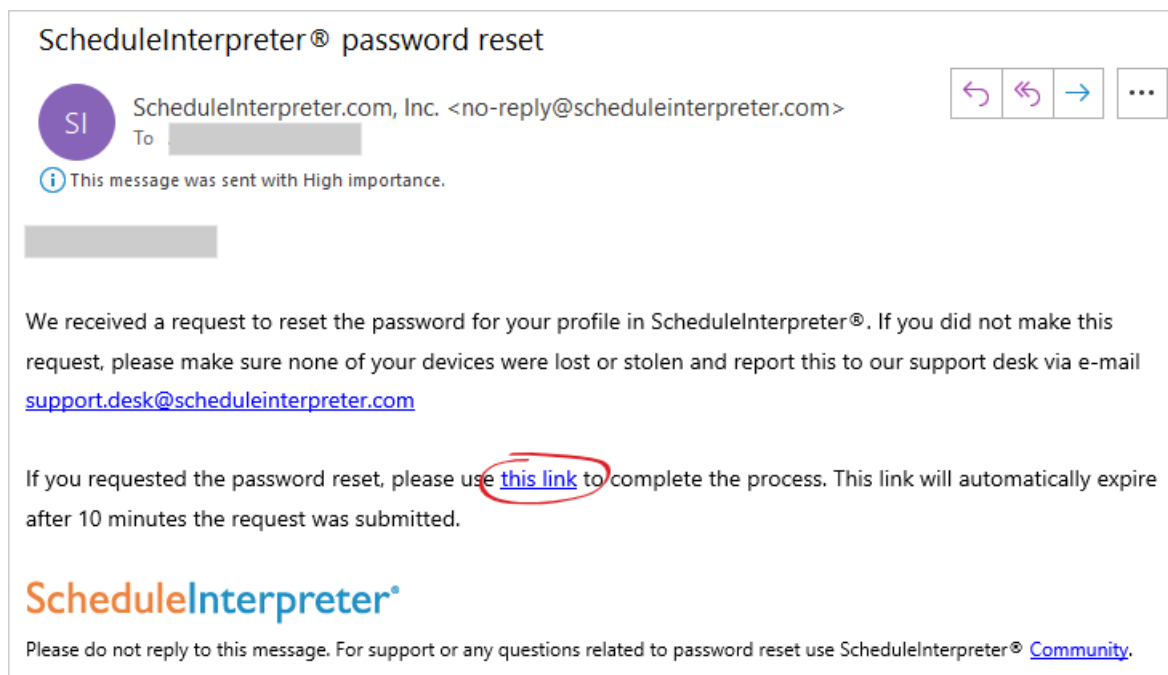 ScheduleInterpreter® password reset
SI
ScheduleInterpreter.com, Inc. <no-reply@scheduleinterpreter.com>
To
This message was sent with High importance.
We received a request to reset the password for your profile in ScheduleInterpreter®. If you did not make this
request, please make sure none of your devices were lost or stolen and report this to our support desk via e-mail
support.desk@scheduleinterpreter.com
If you requested the password reset, please use this link to complete the process. This link will automatically expire
after 10 minutes the request was submitted.
ScheduleInterpreter®
Please do not reply to this message. For support or any questions related to password reset use ScheduleInterpreter® Community.